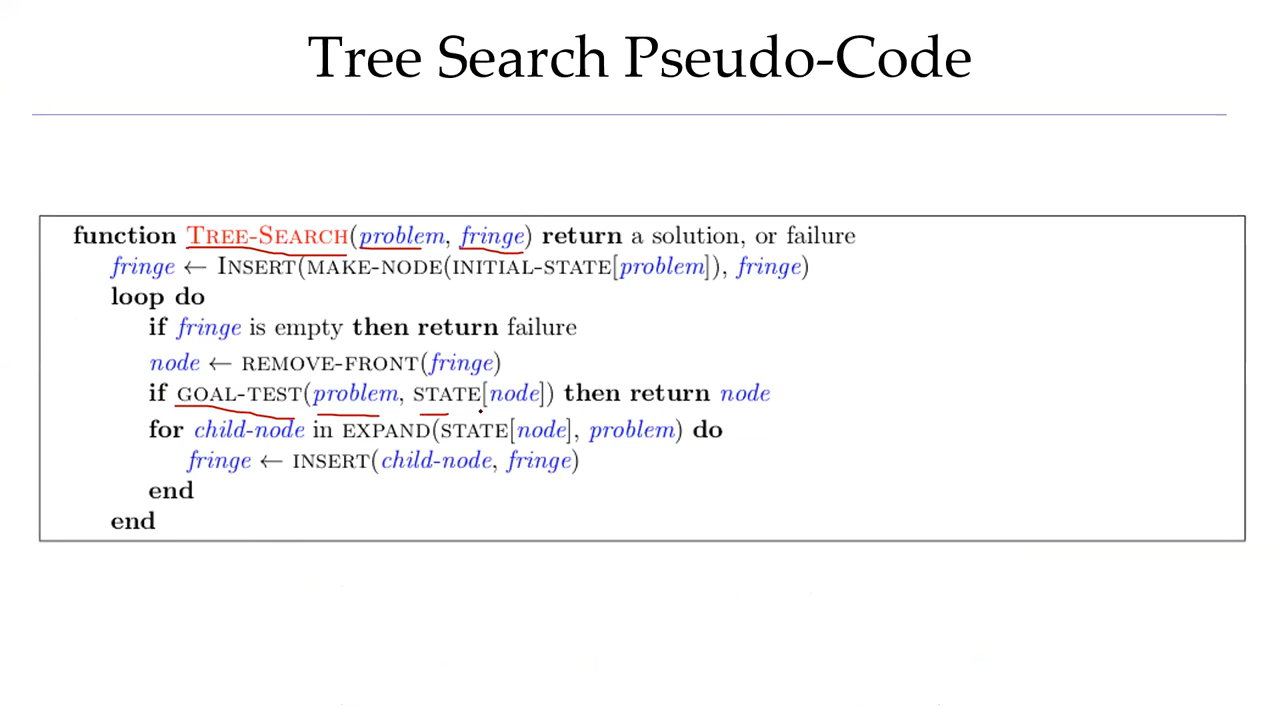 Tree Search Pseudo-Code
function TREE-SEARCH(problem, fringe) return a solution, or failure
fringe ← INSERT(MAKE-NODE(INITIAL-STATE[problem]), fringe)
loop do
if fringe is empty then return failure
node ← REMOVE-FRONT(fringe)
if GOAL-TEST(problem, STATE[node]) then return node
for child-node in EXPAND(STATE[node], problem) do
fringe ← INSERT(child-node, fringe)
end
end